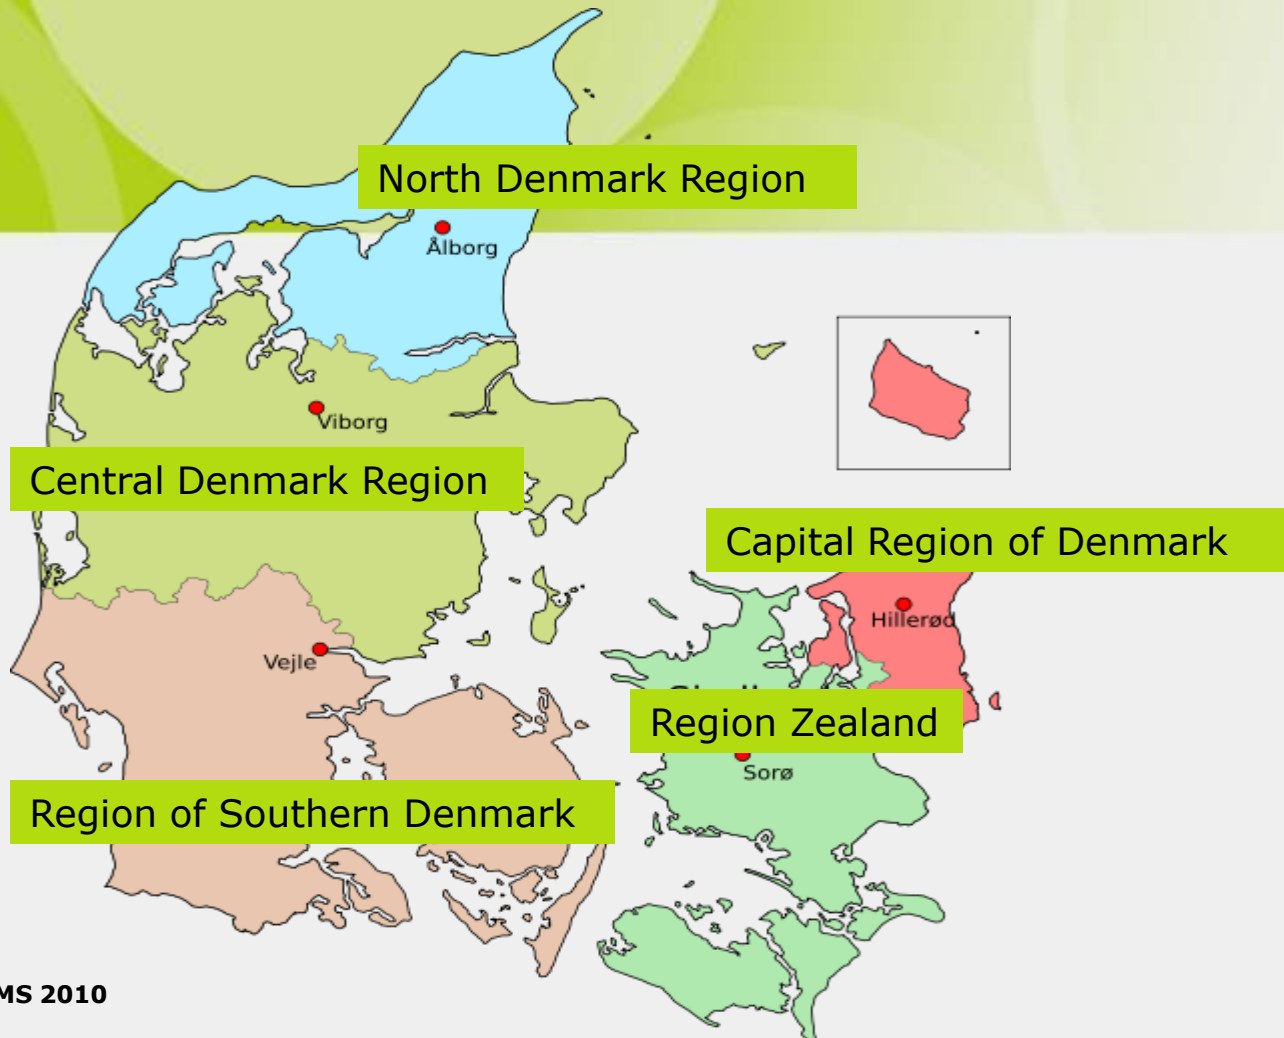 North Denmark Region
Ålborg
Viborg
Central Denmark Region
Capital Region of Denmark
Hillerød
Vejle
Region Zealand
Sorø
Region of Southern Denmark
MS 2010